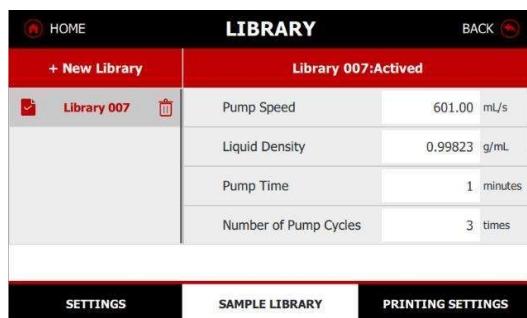 HOME
LIBRARY
BACK
+ New Library
Library 007:Actived
Library 007
Pump Speed 601.00 mL/s
Liquid Density 0.99823 g/mL
Pump Time 1 minutes
Number of Pump Cycles 3 times
SETTINGS
SAMPLE LIBRARY
PRINTING SETTINGS